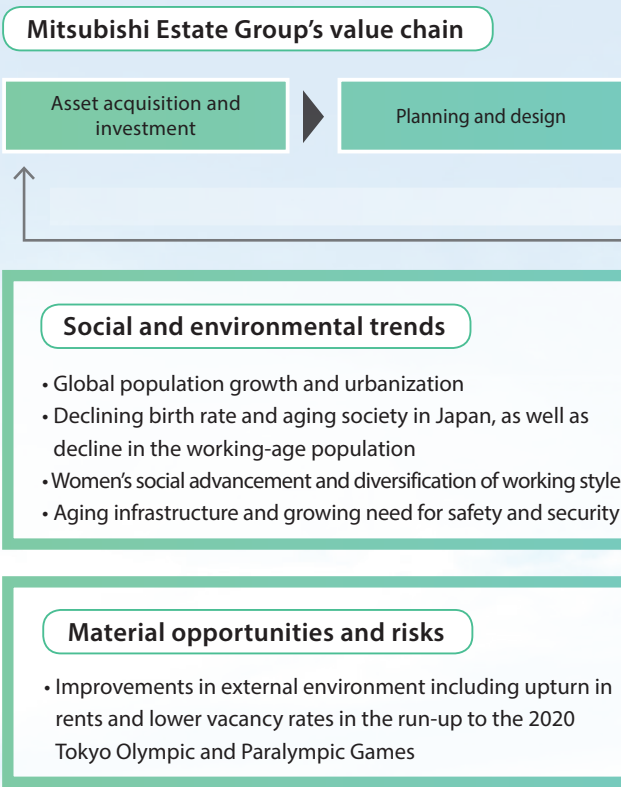 Mitsubishi Estate Group’s value chain
Asset acquisition and
investment
Planning and design
Social and environmental trends
• Global population growth and urbanization
• Declining birth rate and aging society in Japan, as well as
decline in the working-age population
• Women’s social advancement and diversification of working style
• Aging infrastructure and growing need for safety and security
Material opportunities and risks
• Improvements in external environment including upturn in
rents and lower vacancy rates in the run-up to the 2020
Tokyo Olympic and Paralympic Games